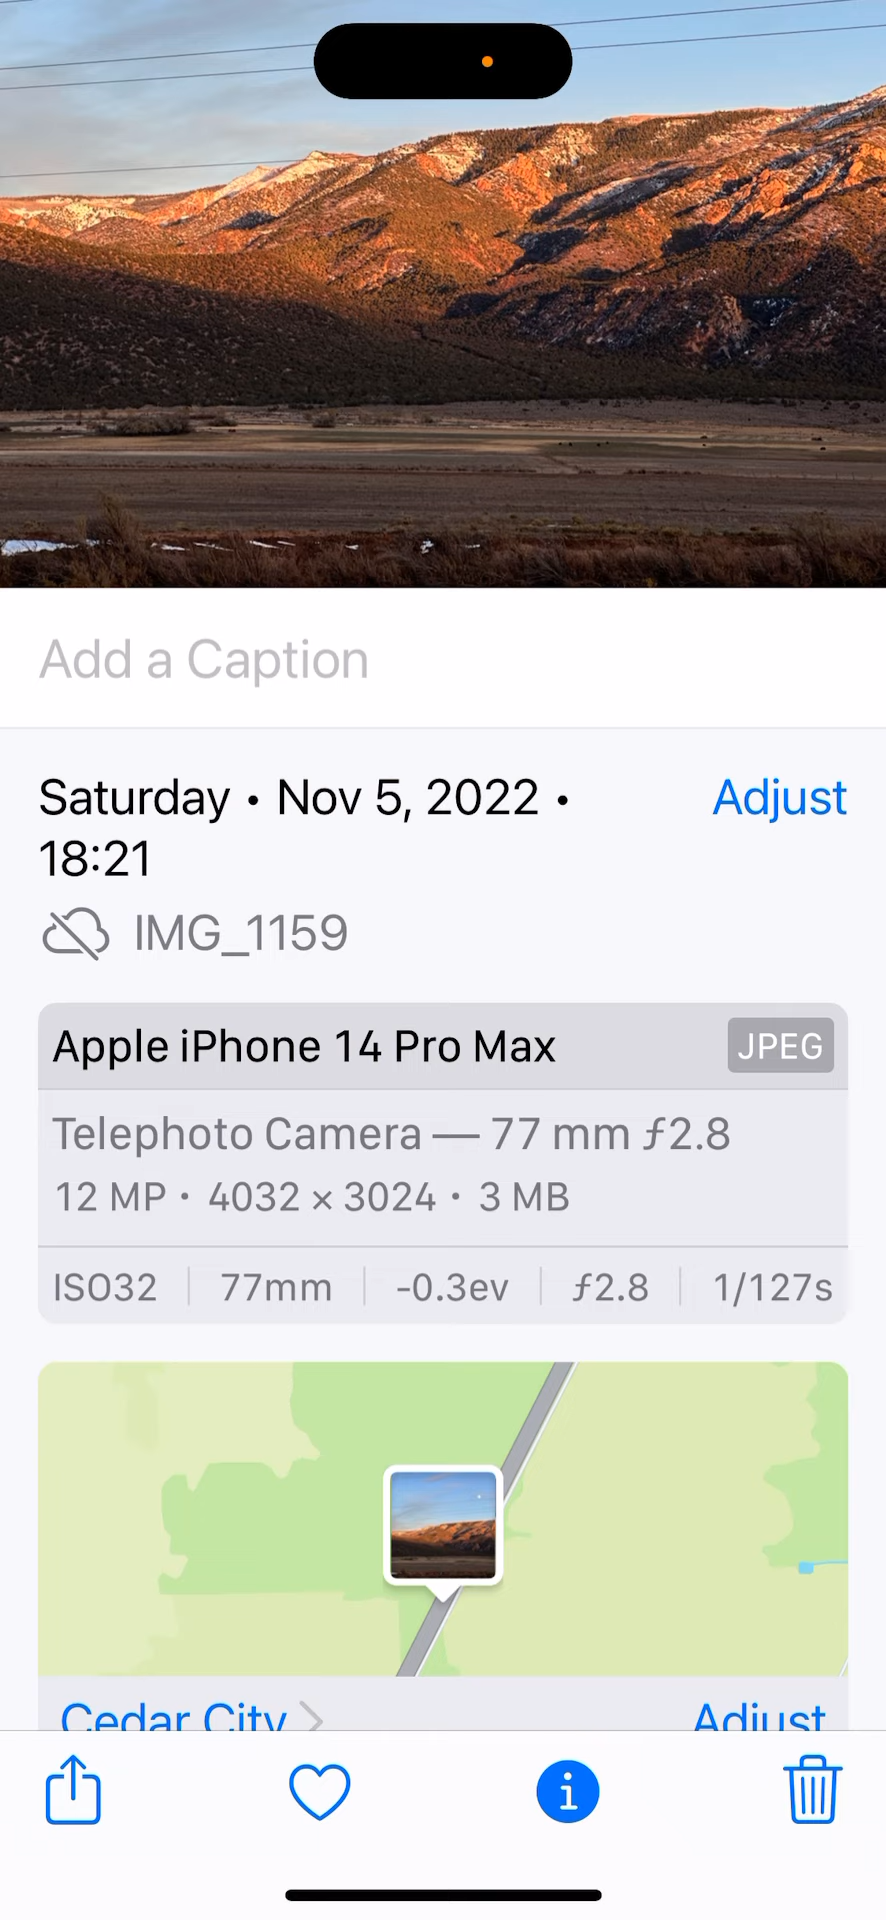 Add a Caption
Saturday • Nov 5, 2022 •
Adjust
18:21
IMG_1159
Apple iPhone 14 Pro Max
JPEG
Telephoto Camera — 77 mm ƒ2.8
12 MP • 4032 × 3024 • 3 MB
ISO32 77mm -0.3ev ƒ2.8 1/127s
Cedar City
Adjust